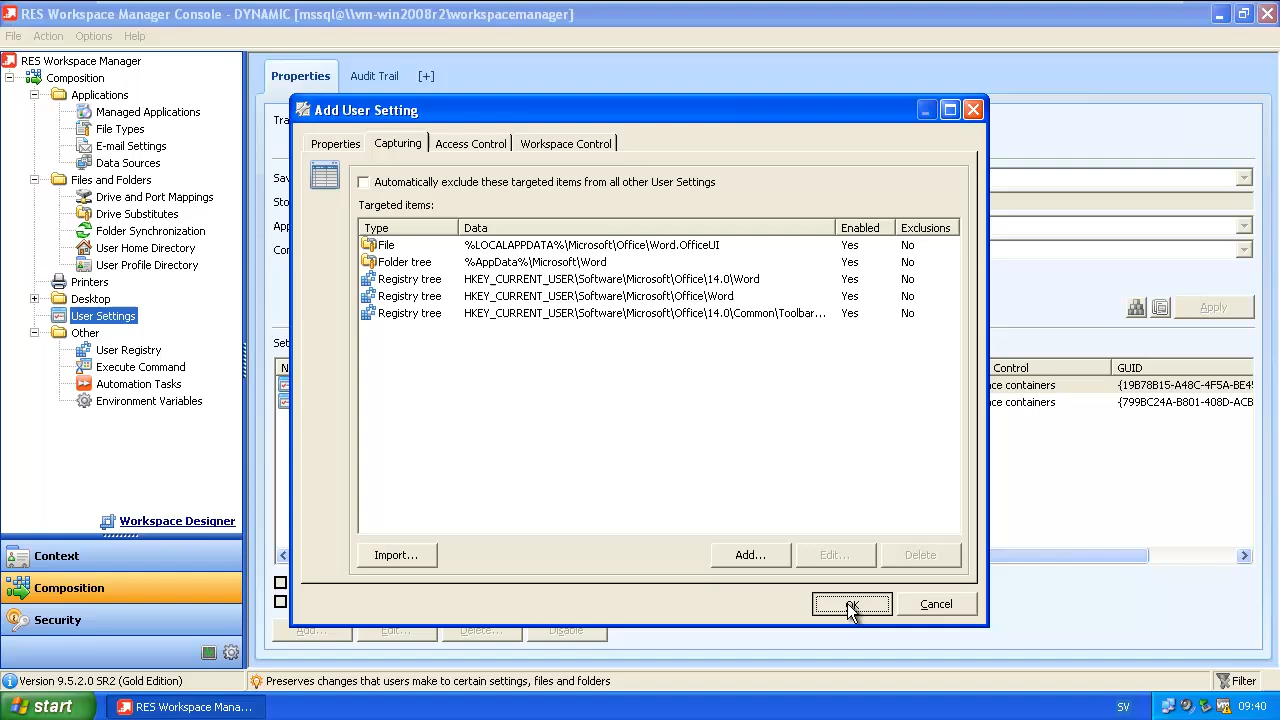 RES Workspace Manager Console - DYNAMIC [mssql@\\vm-win2008r2\workspacemanager]
File Action Options Help
RES Workspace Manager
Composition
Applications
Managed Applications
File Types
E-mail Settings
Data Sources
Files and Folders
Drive and Port Mappings
Drive Substitutes
Folder Synchronization
User Home Directory
User Profile Directory
Printers
Desktop
User Settings
Other
User Registry
Execute Command
Automation Tasks
Environment Variables
Workspace Designer
Context
Composition
Security
Properties Audit Trail [+]
Add User Setting
Properties Capturing Access Control Workspace Control
Automatically exclude these targeted items from all other User Settings
Targeted items:
Type Data Enabled Exclusions
File %LOCALAPPDATA%\Microsoft\Office\Word.OfficeUI Yes No
Folder tree %AppData%\Microsoft\Word Yes No
Registry tree HKEY_CURRENT_USER\Software\Microsoft\Office\14.0\Word Yes No
Registry tree HKEY_CURRENT_USER\Software\Microsoft\Office\Word Yes No
Registry tree HKEY_CURRENT_USER\Software\Microsoft\Office\14.0\Common\Toolbar... Yes No
Import... Add... Edit... Delete
OK Cancel
Apply
Control GUID
ce containers {19B78B15-A48C-4F5A-BE4
ce containers {799BC24A-B801-408D-ACB
Add... Edit... Delete... Disable
Version 9.5.2.0 SR2 (Gold Edition) Preserves changes that users make to certain settings, files and folders Filter
start RES Workspace Mana... SV 09:40